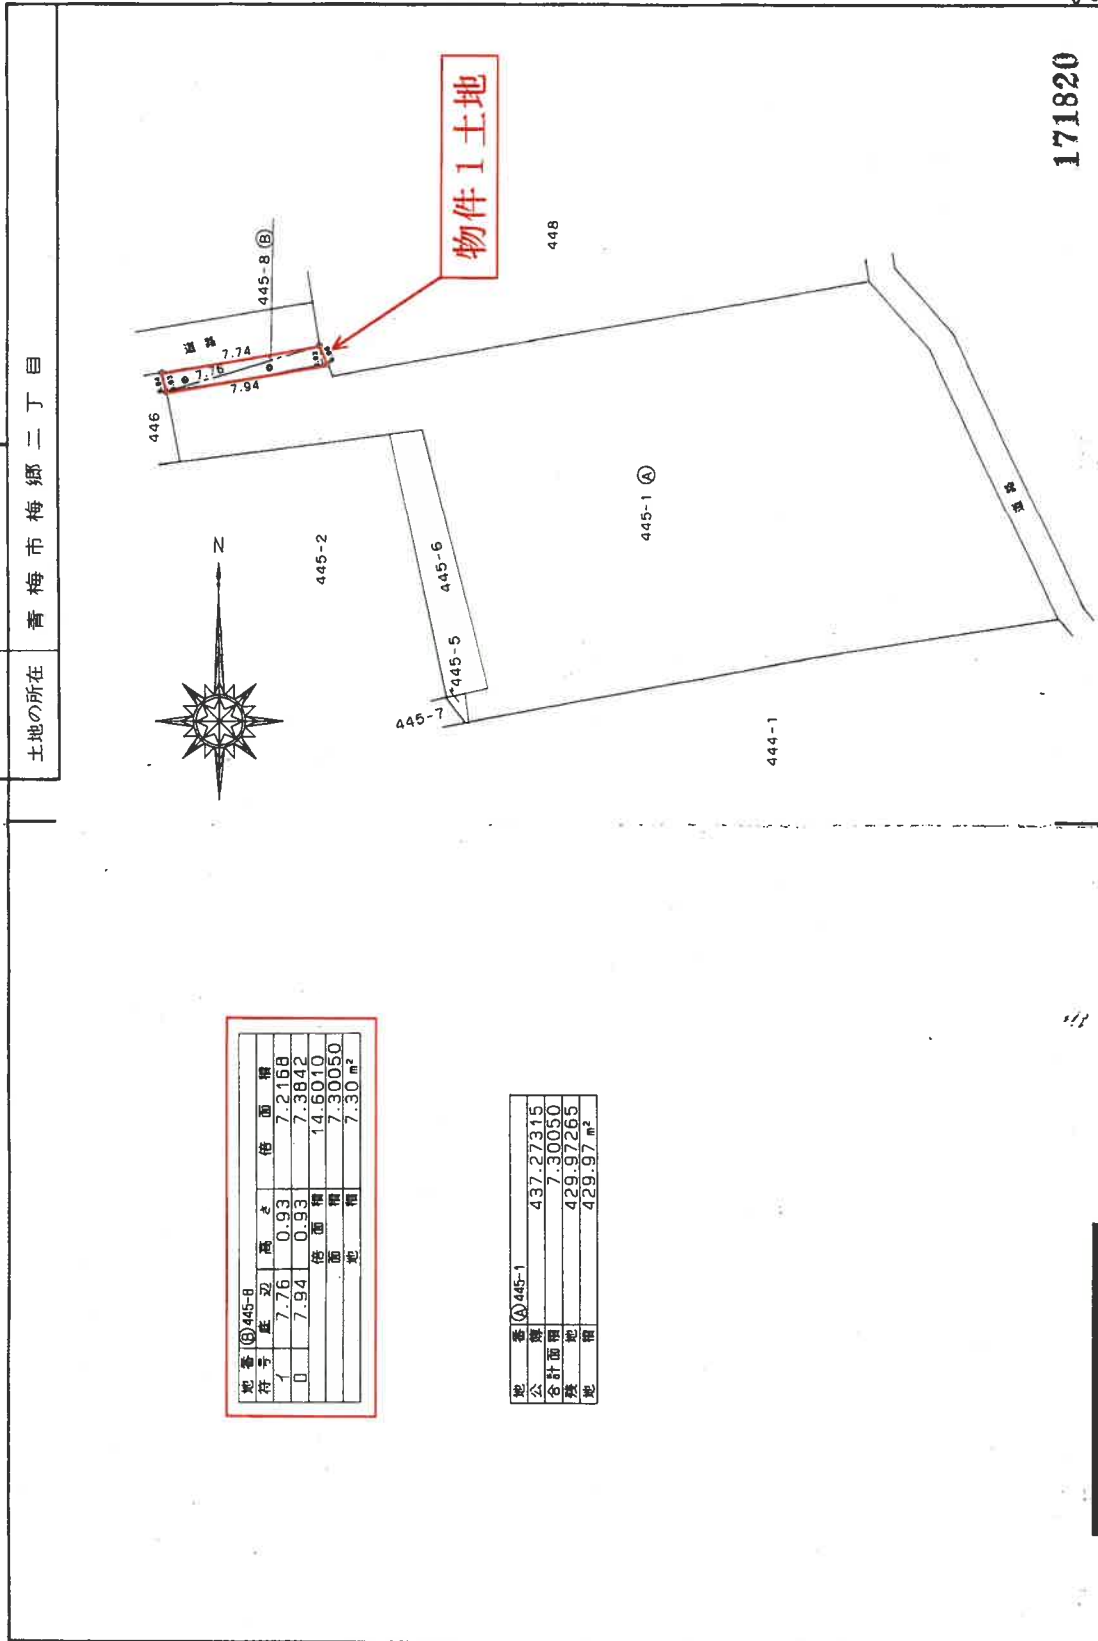 土地の所在 青梅市梅郷二丁目
171820
物件1土地
道路
445-8 Ⓑ
7.74
7.76
7.94
446
448
N
445-2
445-6
445-5
445-7
445-1 Ⓐ
道路
444-1
地番 Ⓑ445-8
符号 底辺 高さ 倍面積
イ 7.76 0.93 7.2168
ロ 7.94 0.93 7.3842
倍面積 14.6010
面積 7.30050
地積 7.30 m²
地番 Ⓐ445-1
公簿 437.27315
合計面積 7.30050
残地 429.97265
地積 429.97 m²